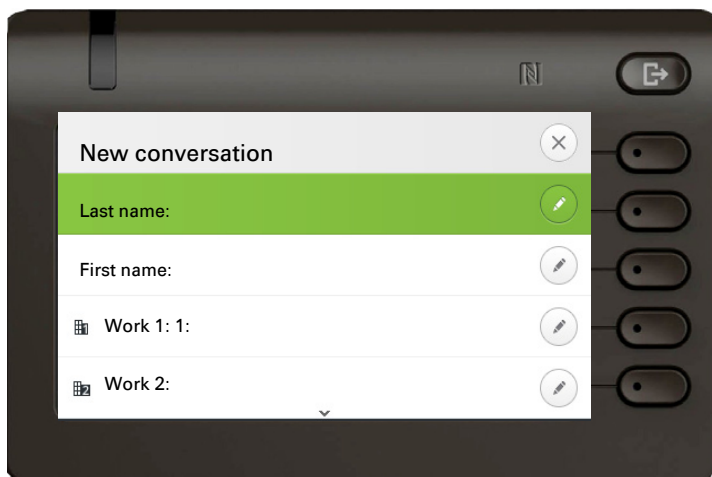 New conversation
Last name:
First name:
Work 1: 1:
Work 2: